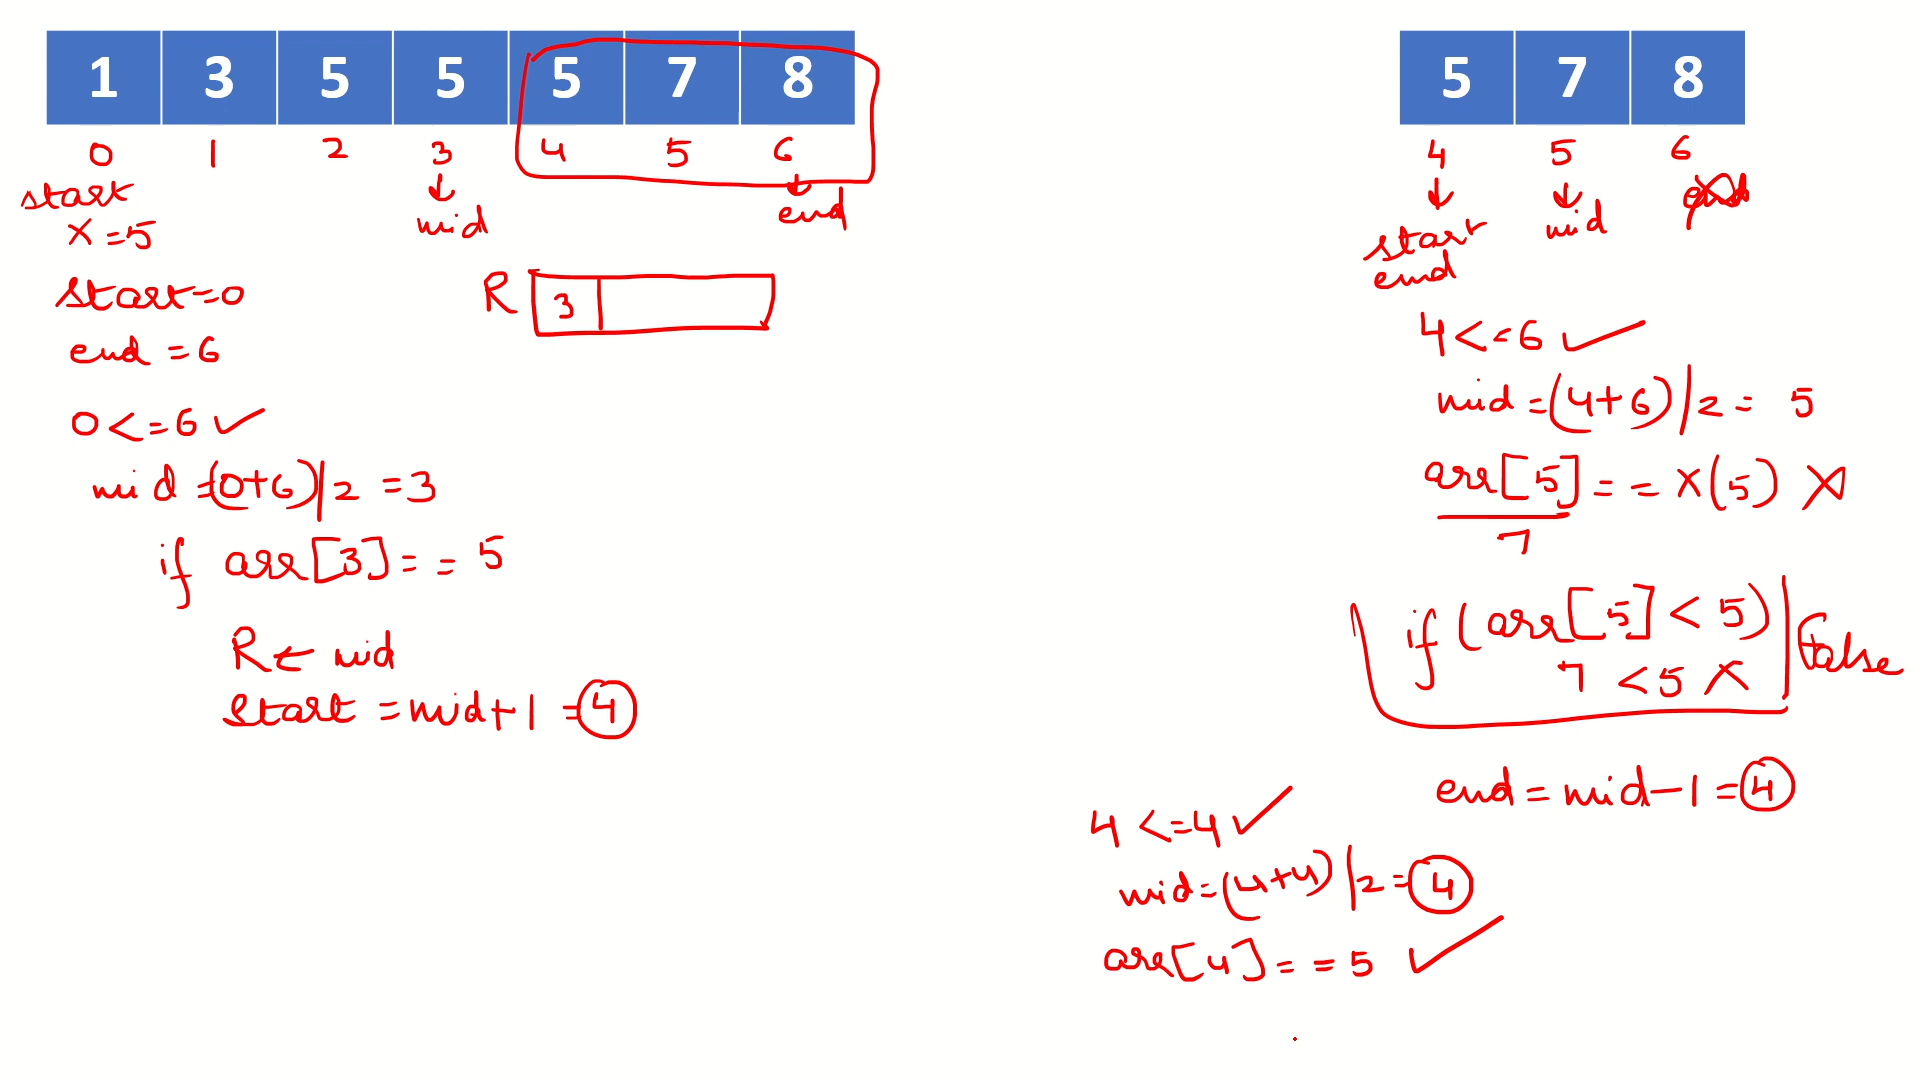 1 3 5 5 5 7 8
0 1 2 3 4 5 6
start mid end
x = 5
start = 0
end = 6
R 3
0 <= 6 ✓
mid = (0+6)/2 = 3
if arr[3] == 5
R ← mid
start = mid+1 = 4
5 7 8
4 5 6
start mid end
end
4 <= 6 ✓
mid = (4+6)/2 = 5
arr[5] == x(5) X
7
if (arr[5] < 5) False
7 < 5 X
end = mid-1 = 4
4 <= 4 ✓
mid = (4+4)/2 = 4
arr[4] == 5 ✓